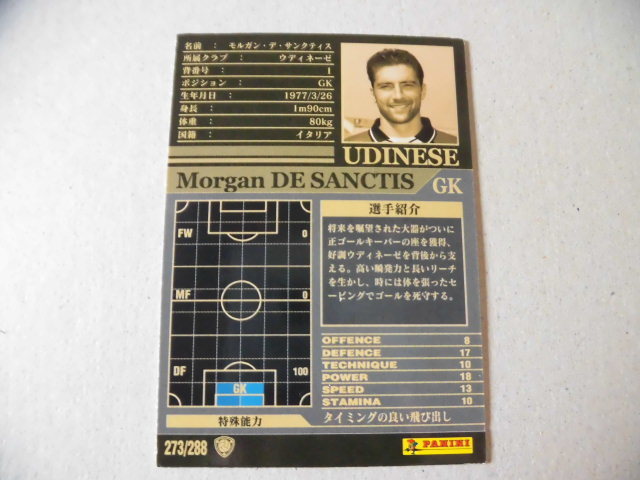 名前 : モルガン・デ・サンクティス
所属クラブ : ウディネーゼ
背番号 : 1
ポジション : GK
生年月日 : 1977/3/26
身長 : 1m90cm
体重 : 80kg
国籍 : イタリア
UDINESE
Morgan DE SANCTIS GK
FW 0
MF 0
DF 100
GK
選手紹介
将来を嘱望された大器がついに
正ゴールキーパーの座を獲得、
好調ウディネーゼを背後から支
える。高い瞬発力と長いリーチ
を生かし、時には体を張ったセ
ービングでゴールを死守する。
OFFENCE 8
DEFENCE 17
TECHNIQUE 10
POWER 18
SPEED 13
STAMINA 10
特殊能力 タイミングの良い飛び出し
273/288 PANINI